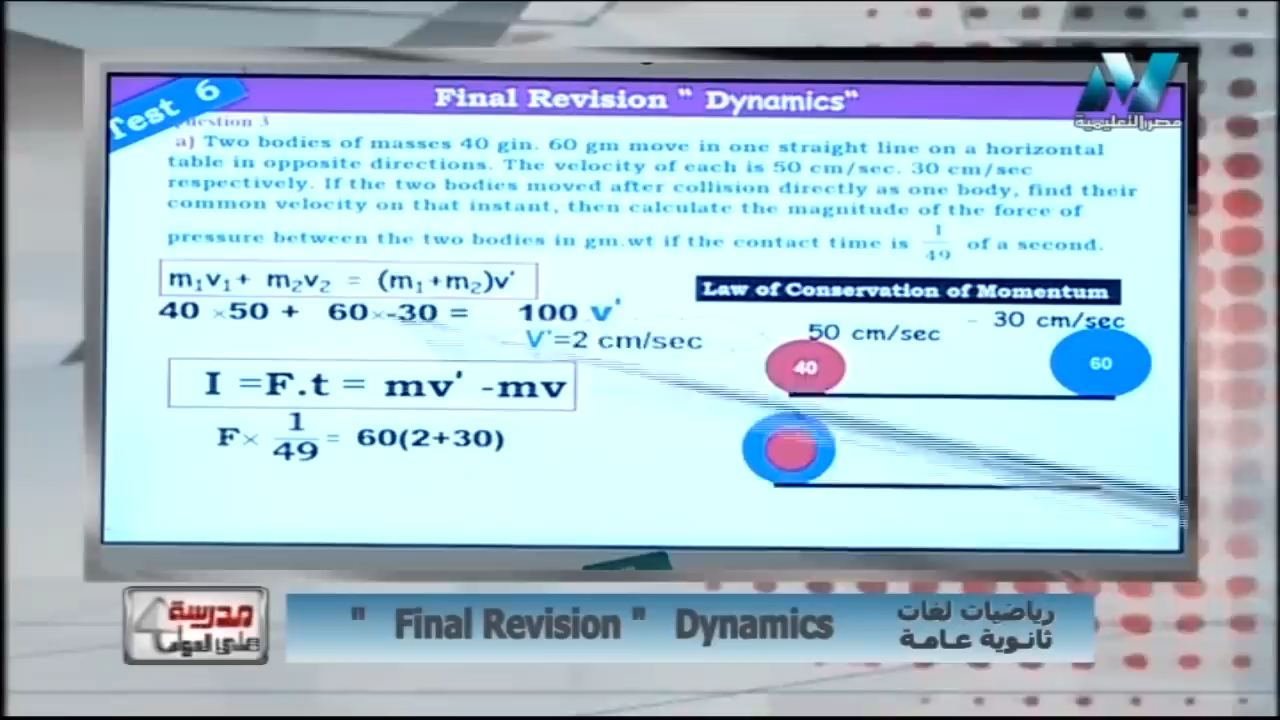 Test 6
Final Revision " Dynamics"
مصر التعليمية
Question 3
a) Two bodies of masses 40 gm. 60 gm move in one straight line on a horizontal
table in opposite directions. The velocity of each is 50 cm/sec. 30 cm/sec
respectively. If the two bodies moved after collision directly as one body, find their
common velocity on that instant, then calculate the magnitude of the force of
pressure between the two bodies in gm.wt if the contact time is 1/49 of a second.
m₁v₁+ m₂v₂ = (m₁+m₂)v'
Law of Conservation of Momentum
40 ×50 + 60×-30 = 100 v'
V'=2 cm/sec
50 cm/sec
- 30 cm/sec
40
60
I =F.t = mv' -mv
F× 1/49 = 60(2+30)
مدرسة
على الهواء
" Final Revision " Dynamics
رياضيات لغات
ثانوية عامة